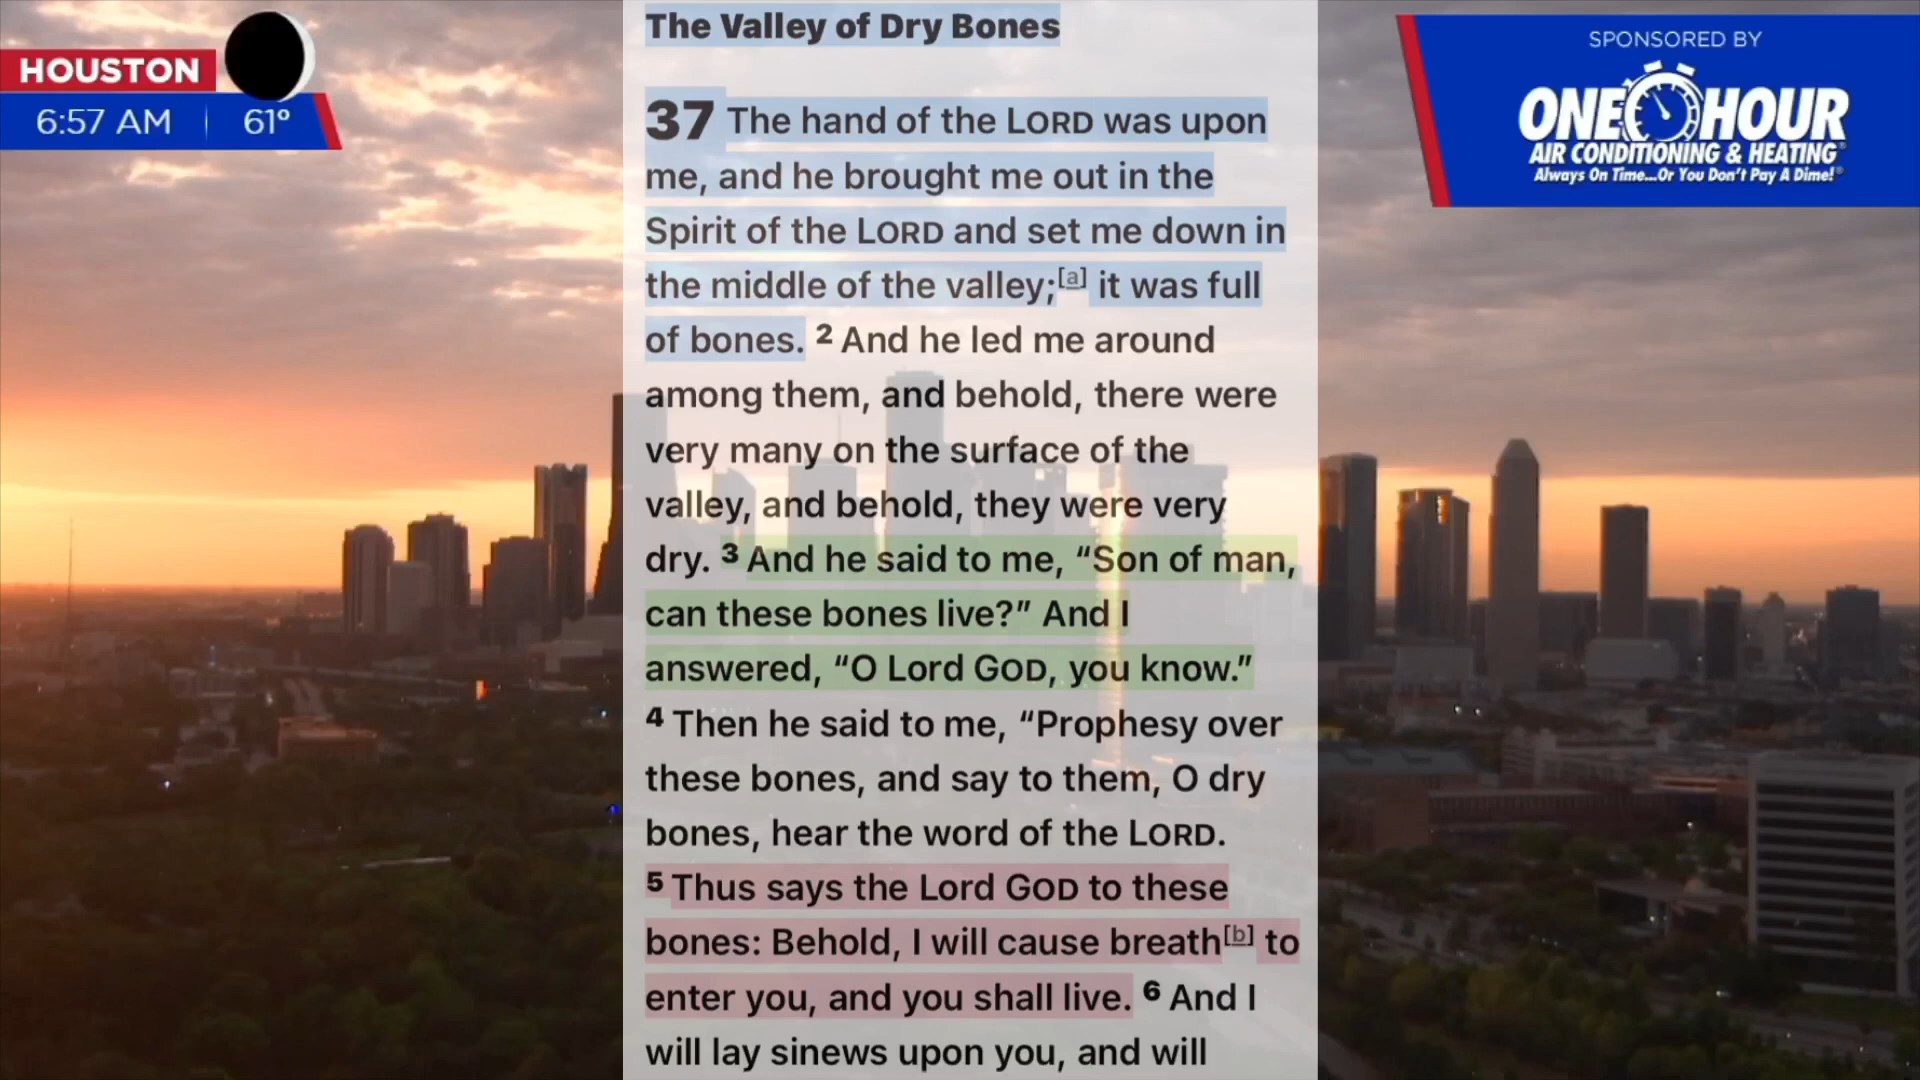 HOUSTON
6:57 AM
61°
SPONSORED BY
ONE HOUR
AIR CONDITIONING & HEATING®
Always On Time...Or You Don't Pay A Dime!®
The Valley of Dry Bones
37 The hand of the LORD was upon
me, and he brought me out in the
Spirit of the LORD and set me down in
the middle of the valley;[a] it was full
of bones. 2 And he led me around
among them, and behold, there were
very many on the surface of the
valley, and behold, they were very
dry. 3 And he said to me, “Son of man,
can these bones live?” And I
answered, “O Lord GOD, you know.”
4 Then he said to me, “Prophesy over
these bones, and say to them, O dry
bones, hear the word of the LORD.
5 Thus says the Lord GOD to these
bones: Behold, I will cause breath[b] to
enter you, and you shall live. 6 And I
will lay sinews upon you, and will